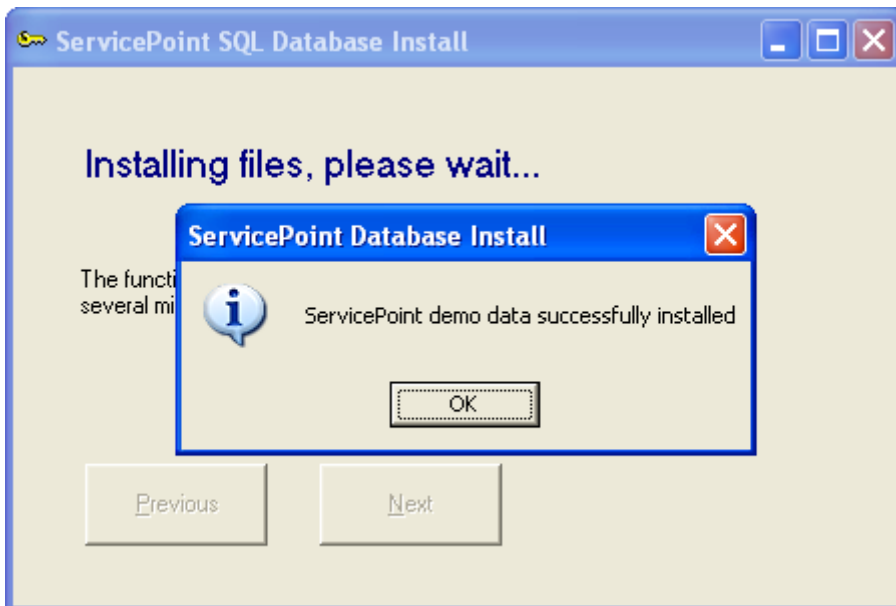 ServicePoint SQL Database Install
Installing files, please wait...
ServicePoint Database Install
The functi
several mi
ServicePoint demo data successfully installed
OK
Previous
Next